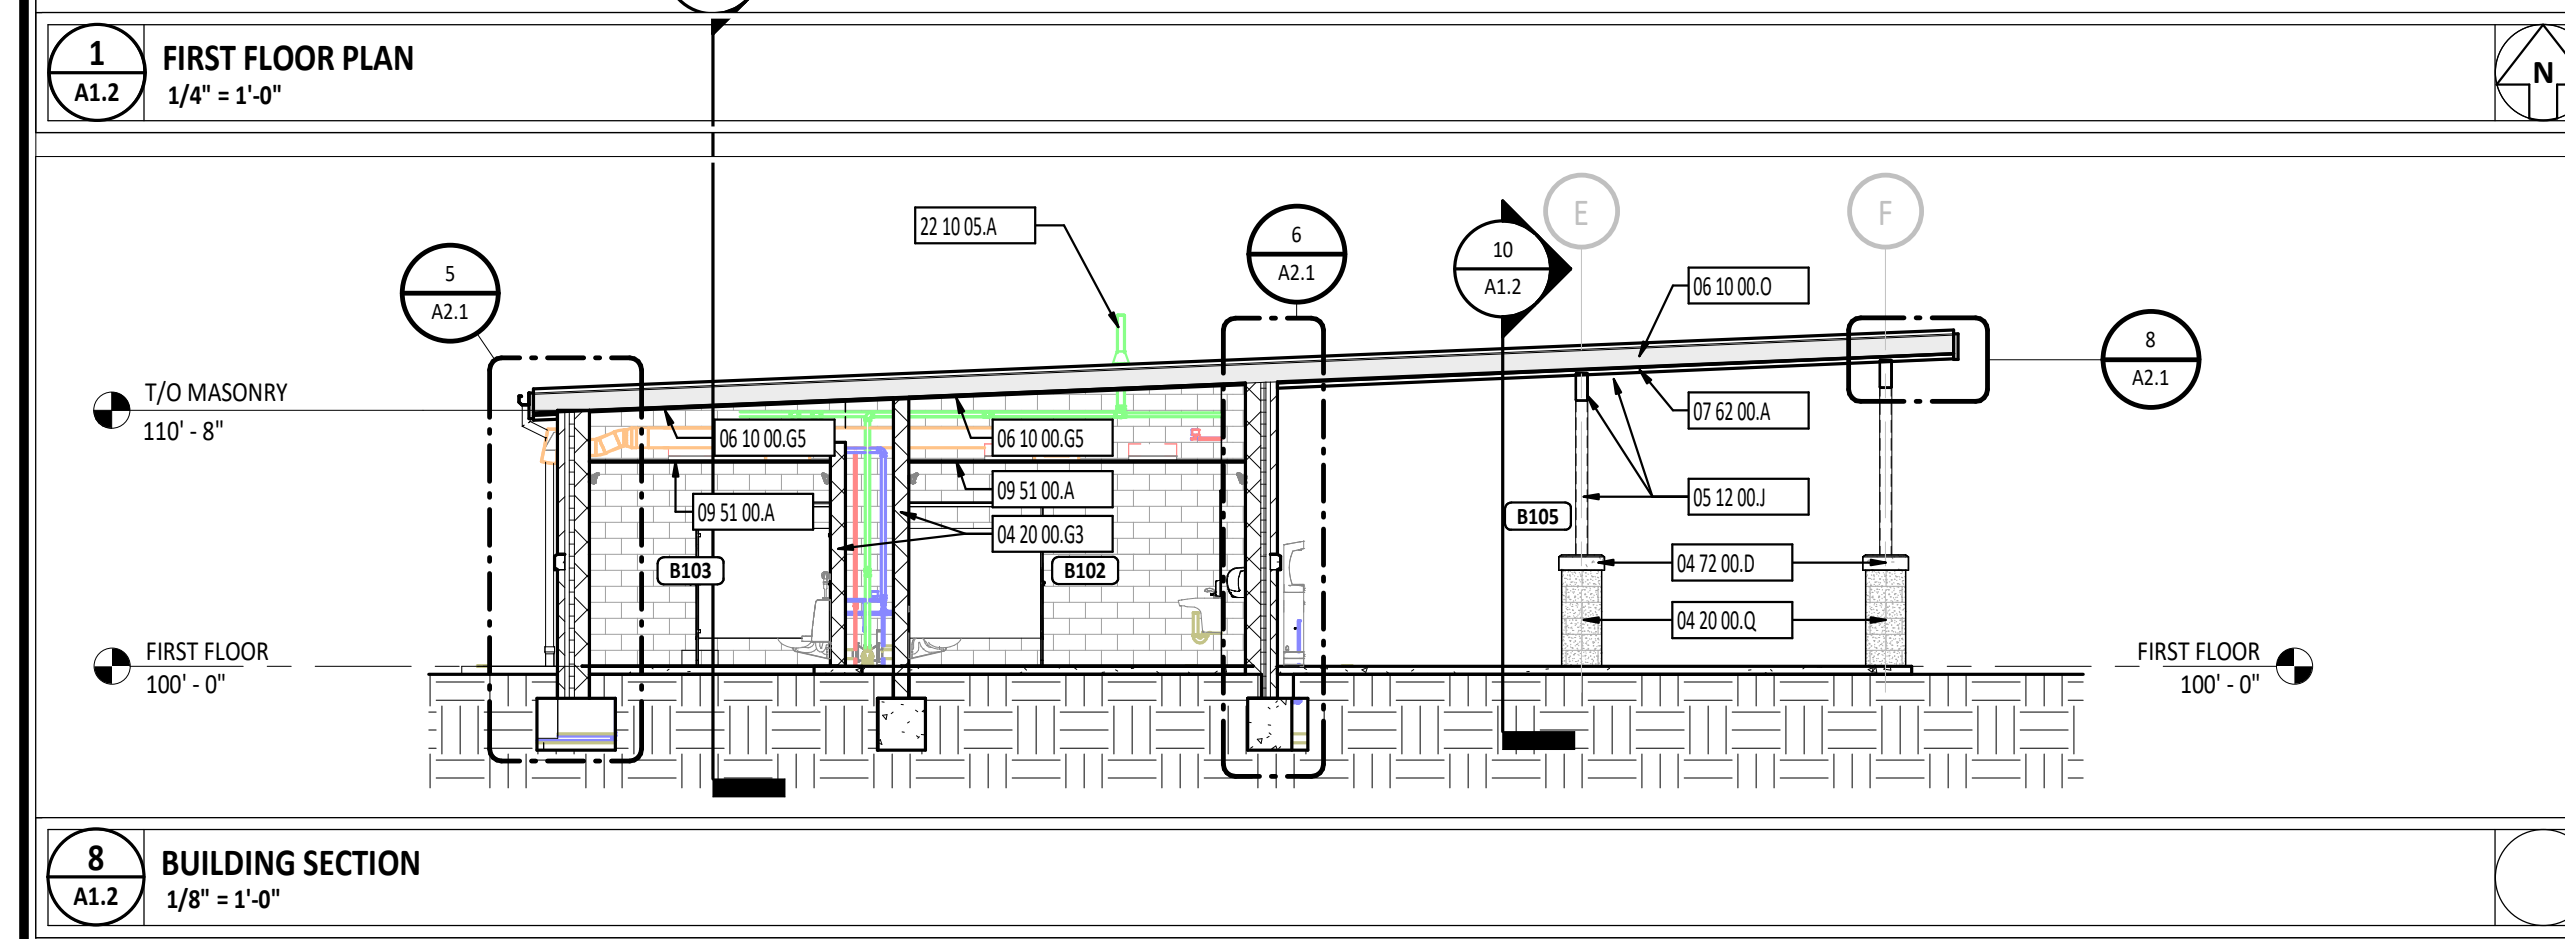 1
A1.2
FIRST FLOOR PLAN
1/4" = 1'-0"
N
22 10 05.A
5
A2.1
6
A2.1
10
A1.2
E
F
06 10 00.O
8
A2.1
T/O MASONRY
110' - 8"
06 10 00.G5
06 10 00.G5
07 62 00.A
09 51 00.A
09 51 00.A
05 12 00.J
04 20 00.G3
B105
B103
B102
04 72 00.D
04 20 00.Q
FIRST FLOOR
100' - 0"
FIRST FLOOR
100' - 0"
8
A1.2
BUILDING SECTION
1/8" = 1'-0"